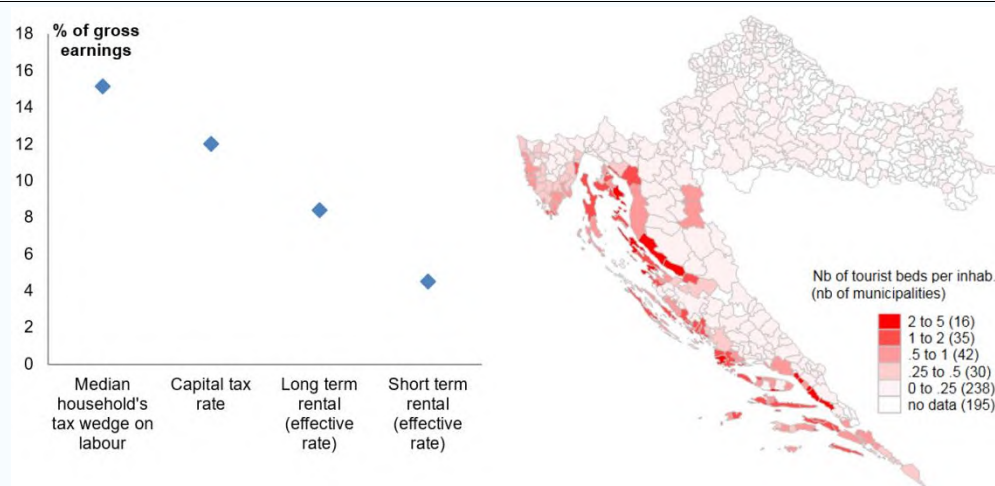 % of gross
earnings
18
16
14
12
10
8
6
4
2
0
Median
household's
tax wedge on
labour
Capital tax
rate
Long term
rental
(effective
rate)
Short term
rental
(effective
rate)
Nb of tourist beds per inhab.
(nb of municipalities)
2 to 5 (16)
1 to 2 (35)
.5 to 1 (42)
.25 to .5 (30)
0 to .25 (238)
no data (195)